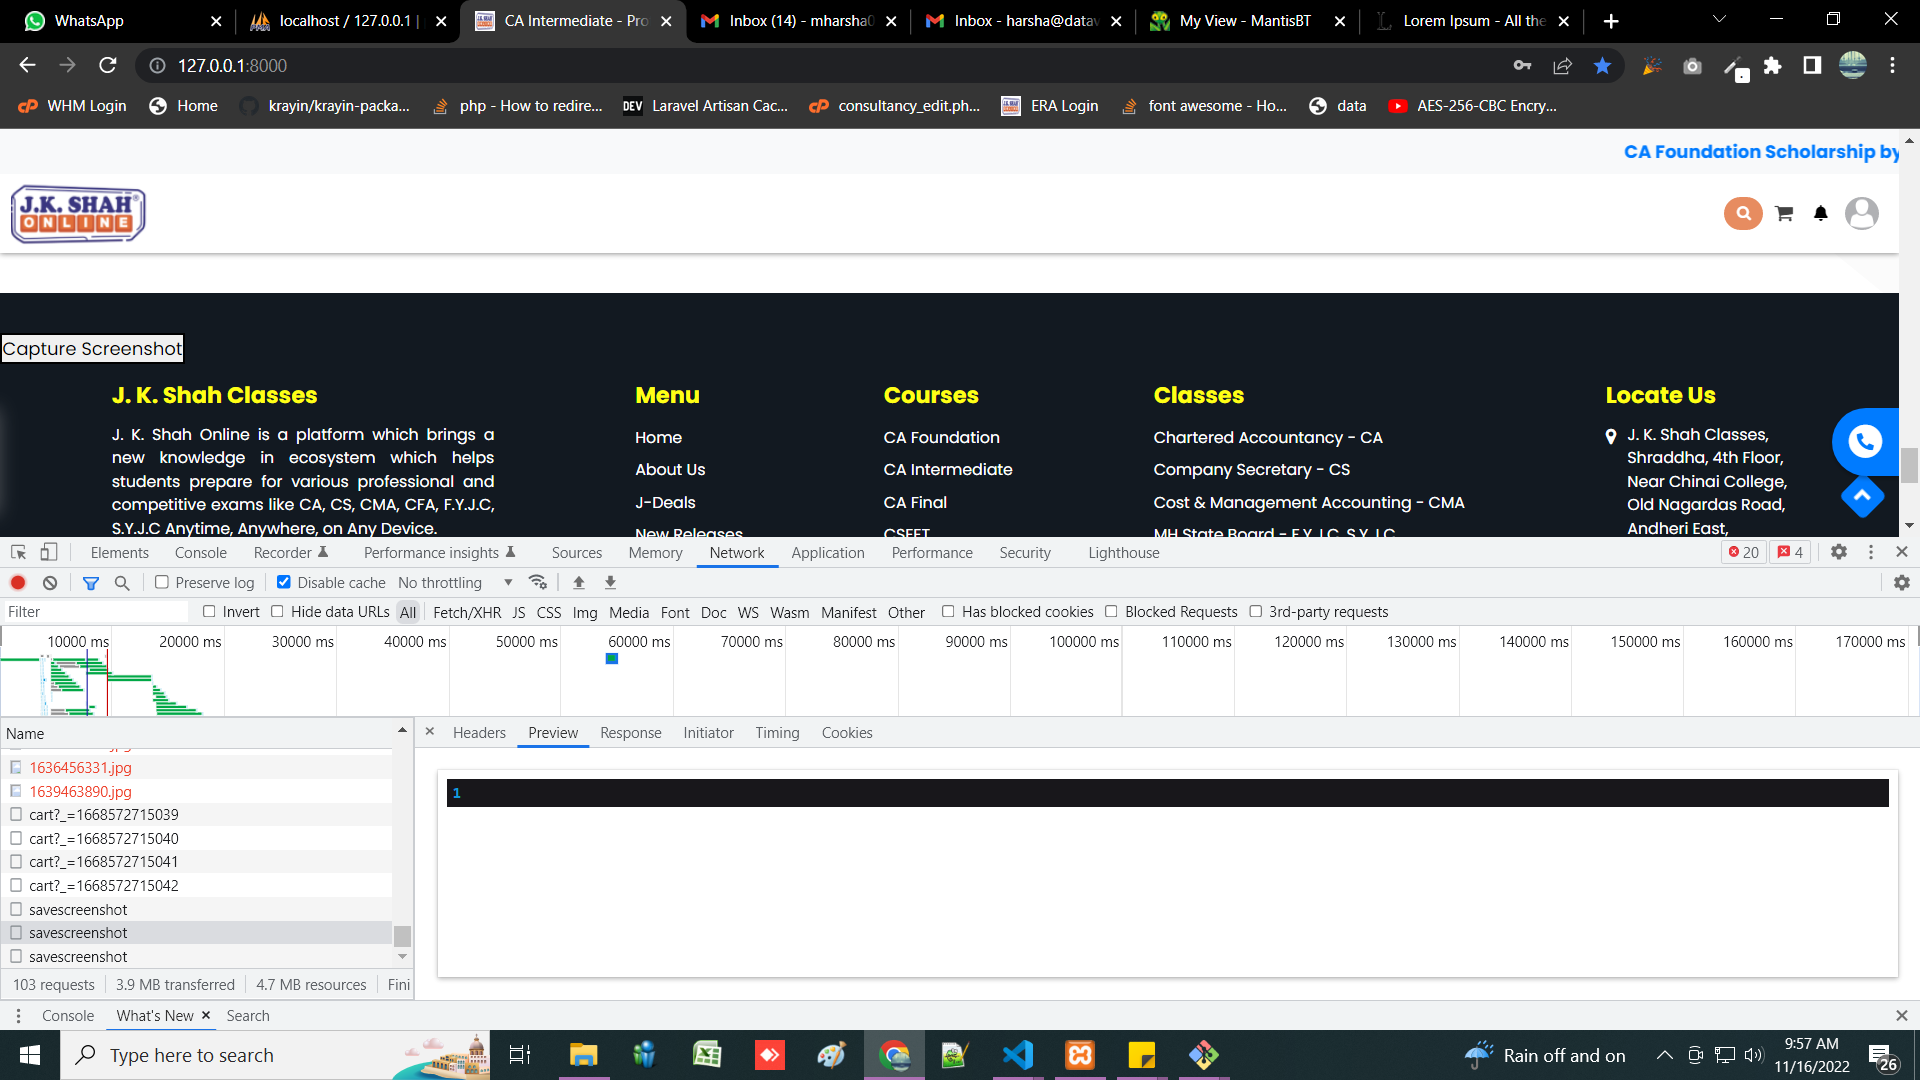 WhatsApp
localhost / 127.0.0.1 |
CA Intermediate - Pro
Inbox (14) - mharsha0
Inbox - harsha@datav
My View - MantisBT
Lorem Ipsum - All the
127.0.0.1:8000
WHM Login
Home
krayin/krayin-packa...
php - How to redire...
DEV Laravel Artisan Cac...
consultancy_edit.ph...
ERA Login
font awesome - Ho...
data
AES-256-CBC Encry...
CA Foundation Scholarship by
J.K. SHAH®
ONLINE
Capture Screenshot
J. K. Shah Classes
J. K. Shah Online is a platform which brings a
new knowledge in ecosystem which helps
students prepare for various professional and
competitive exams like CA, CS, CMA, CFA, F.Y.J.C,
S.Y.J.C Anytime, Anywhere, on Any Device.
Menu
Home
About Us
J-Deals
New Releases
Courses
CA Foundation
CA Intermediate
CA Final
CSEET
Classes
Chartered Accountancy - CA
Company Secretary - CS
Cost & Management Accounting - CMA
MH State Board - F.Y.J.C, S.Y.J.C
Locate Us
J. K. Shah Classes,
Shraddha, 4th Floor,
Near Chinai College,
Old Nagardas Road,
Andheri East,
Elements Console Recorder Performance insights Sources Memory Network Application Performance Security Lighthouse 20 4
Preserve log Disable cache No throttling
Filter Invert Hide data URLs All Fetch/XHR JS CSS Img Media Font Doc WS Wasm Manifest Other Has blocked cookies Blocked Requests 3rd-party requests
10000 ms 20000 ms 30000 ms 40000 ms 50000 ms 60000 ms 70000 ms 80000 ms 90000 ms 100000 ms 110000 ms 120000 ms 130000 ms 140000 ms 150000 ms 160000 ms 170000 ms
Name
1636456331.jpg
1639463890.jpg
cart?_=1668572715039
cart?_=1668572715040
cart?_=1668572715041
cart?_=1668572715042
savescreenshot
savescreenshot
savescreenshot
103 requests 3.9 MB transferred 4.7 MB resources Fini
Headers Preview Response Initiator Timing Cookies
1
Console What's New Search
Type here to search
Rain off and on
9:57 AM
11/16/2022
26